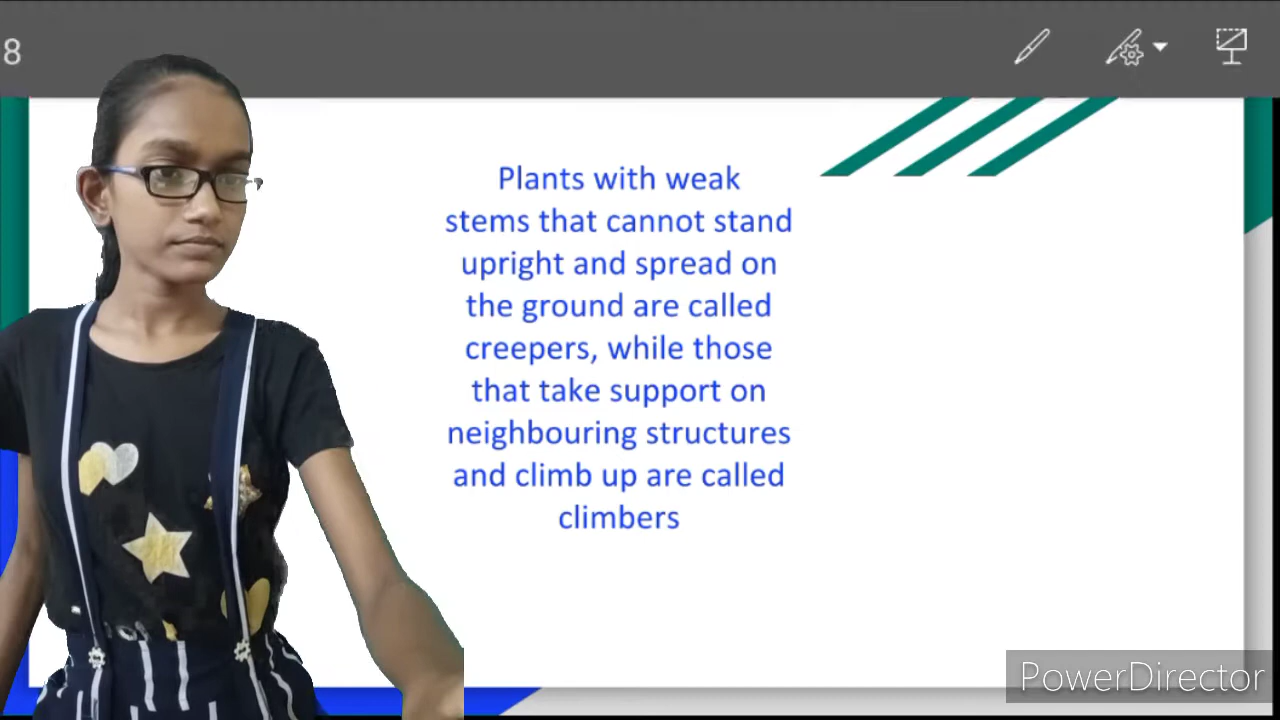 8
Plants with weak
stems that cannot stand
upright and spread on
the ground are called
creepers, while those
that take support on
neighbouring structures
and climb up are called
climbers
PowerDirector